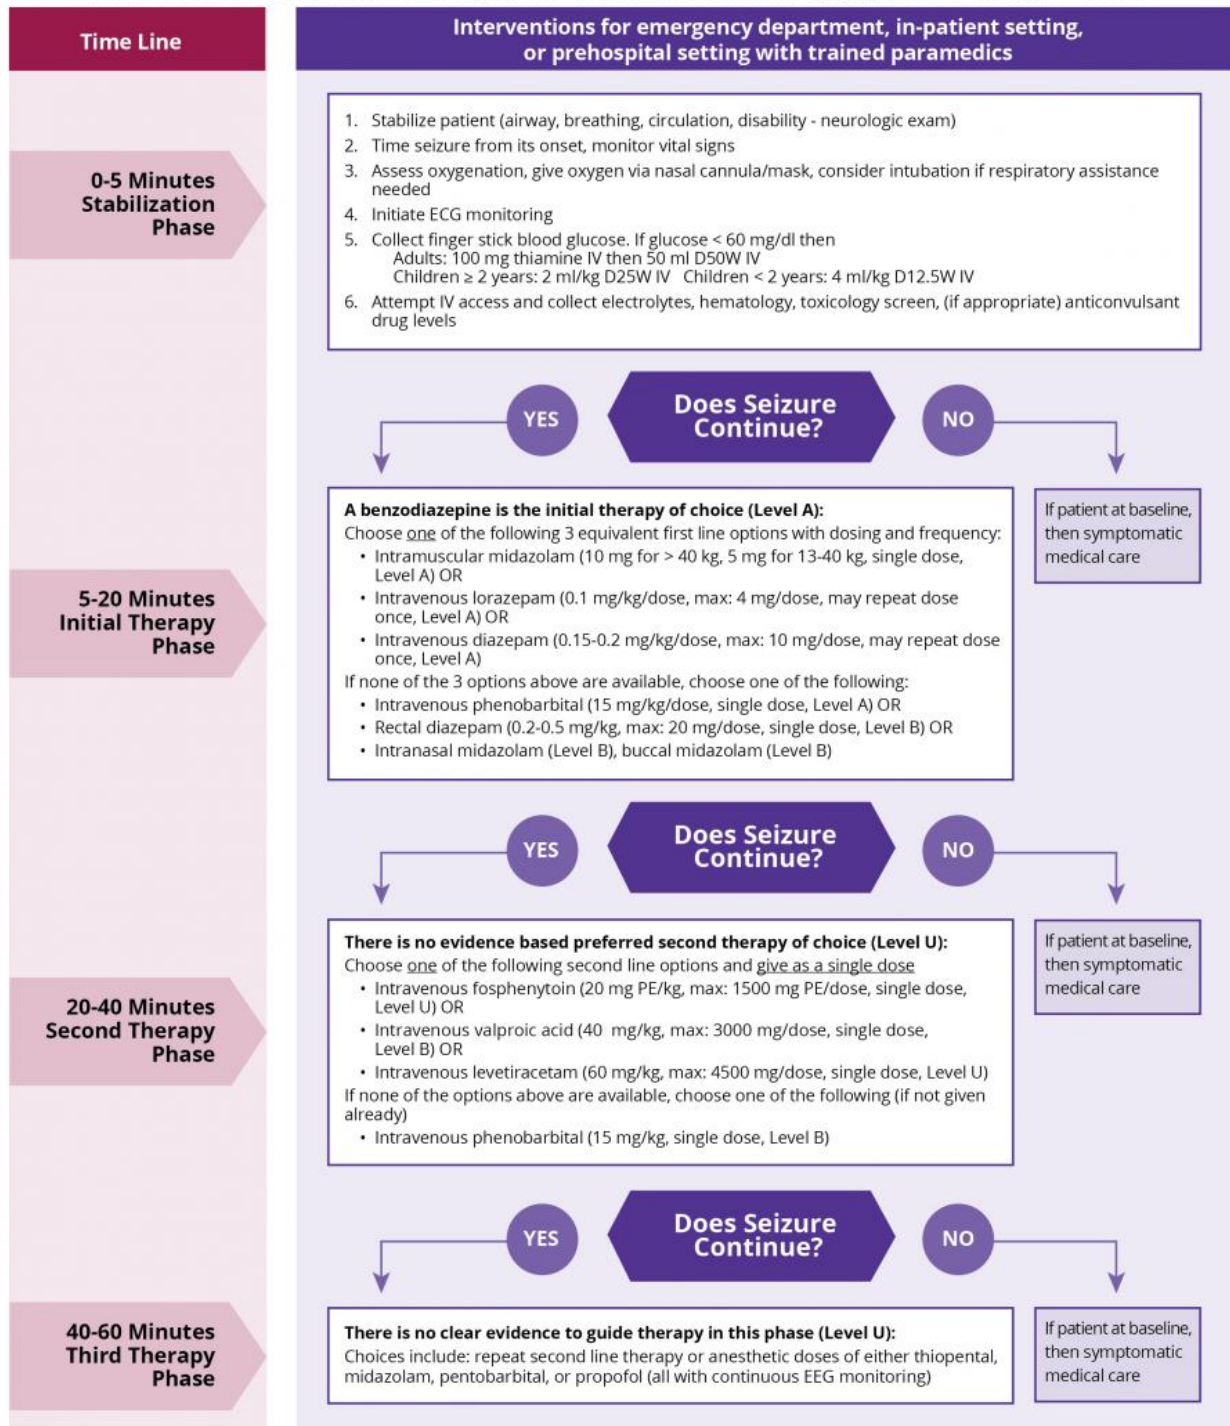 Time Line
Interventions for emergency department, in-patient setting,
or prehospital setting with trained paramedics
0-5 Minutes
Stabilization
Phase
1. Stabilize patient (airway, breathing, circulation, disability - neurologic exam)
2. Time seizure from its onset, monitor vital signs
3. Assess oxygenation, give oxygen via nasal cannula/mask, consider intubation if respiratory assistance
needed
4. Initiate ECG monitoring
5. Collect finger stick blood glucose. If glucose < 60 mg/dl then
Adults: 100 mg thiamine IV then 50 ml D50W IV
Children ≥ 2 years: 2 ml/kg D25W IV Children < 2 years: 4 ml/kg D12.5W IV
6. Attempt IV access and collect electrolytes, hematology, toxicology screen, (if appropriate) anticonvulsant
drug levels
YES
Does Seizure
Continue?
NO
5-20 Minutes
Initial Therapy
Phase
A benzodiazepine is the initial therapy of choice (Level A):
Choose one of the following 3 equivalent first line options with dosing and frequency:
• Intramuscular midazolam (10 mg for > 40 kg, 5 mg for 13-40 kg, single dose,
Level A) OR
• Intravenous lorazepam (0.1 mg/kg/dose, max: 4 mg/dose, may repeat dose
once, Level A) OR
• Intravenous diazepam (0.15-0.2 mg/kg/dose, max: 10 mg/dose, may repeat dose
once, Level A)
If none of the 3 options above are available, choose one of the following:
• Intravenous phenobarbital (15 mg/kg/dose, single dose, Level A) OR
• Rectal diazepam (0.2-0.5 mg/kg, max: 20 mg/dose, single dose, Level B) OR
• Intranasal midazolam (Level B), buccal midazolam (Level B)
If patient at baseline,
then symptomatic
medical care
YES
Does Seizure
Continue?
NO
20-40 Minutes
Second Therapy
Phase
There is no evidence based preferred second therapy of choice (Level U):
Choose one of the following second line options and give as a single dose
• Intravenous fosphenytoin (20 mg PE/kg, max: 1500 mg PE/dose, single dose,
Level U) OR
• Intravenous valproic acid (40 mg/kg, max: 3000 mg/dose, single dose,
Level B) OR
• Intravenous levetiracetam (60 mg/kg, max: 4500 mg/dose, single dose, Level U)
If none of the options above are available, choose one of the following (if not given
already)
• Intravenous phenobarbital (15 mg/kg, single dose, Level B)
If patient at baseline,
then symptomatic
medical care
YES
Does Seizure
Continue?
NO
40-60 Minutes
Third Therapy
Phase
There is no clear evidence to guide therapy in this phase (Level U):
Choices include: repeat second line therapy or anesthetic doses of either thiopental,
midazolam, pentobarbital, or propofol (all with continuous EEG monitoring)
If patient at baseline,
then symptomatic
medical care